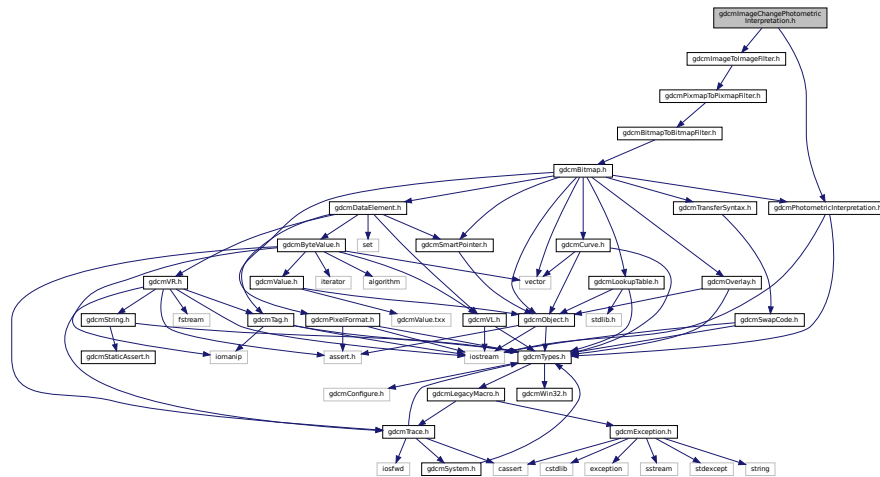 gdcmImageChangePhotometric
Interpretation.h
gdcmImageToImageFilter.h
gdcmPixmapToPixmapFilter.h
gdcmBitmapToBitmapFilter.h
gdcmBitmap.h
gdcmDataElement.h
gdcmTransferSyntax.h
gdcmPhotometricInterpretation.h
gdcmByteValue.h
set
gdcmSmartPointer.h
gdcmCurve.h
gdcmVR.h
gdcmValue.h
iterator
algorithm
vector
gdcmLookupTable.h
gdcmOverlay.h
gdcmString.h
fstream
gdcmTag.h
gdcmPixelFormat.h
gdcmValue.txx
gdcmVL.h
gdcmObject.h
stdlib.h
gdcmSwapCode.h
gdcmStaticAssert.h
iomanip
assert.h
iostream
gdcmTypes.h
gdcmConfigure.h
gdcmLegacyMacro.h
gdcmWin32.h
gdcmTrace.h
gdcmException.h
iosfwd
gdcmSystem.h
cassert
cstdlib
exception
sstream
stdexcept
string